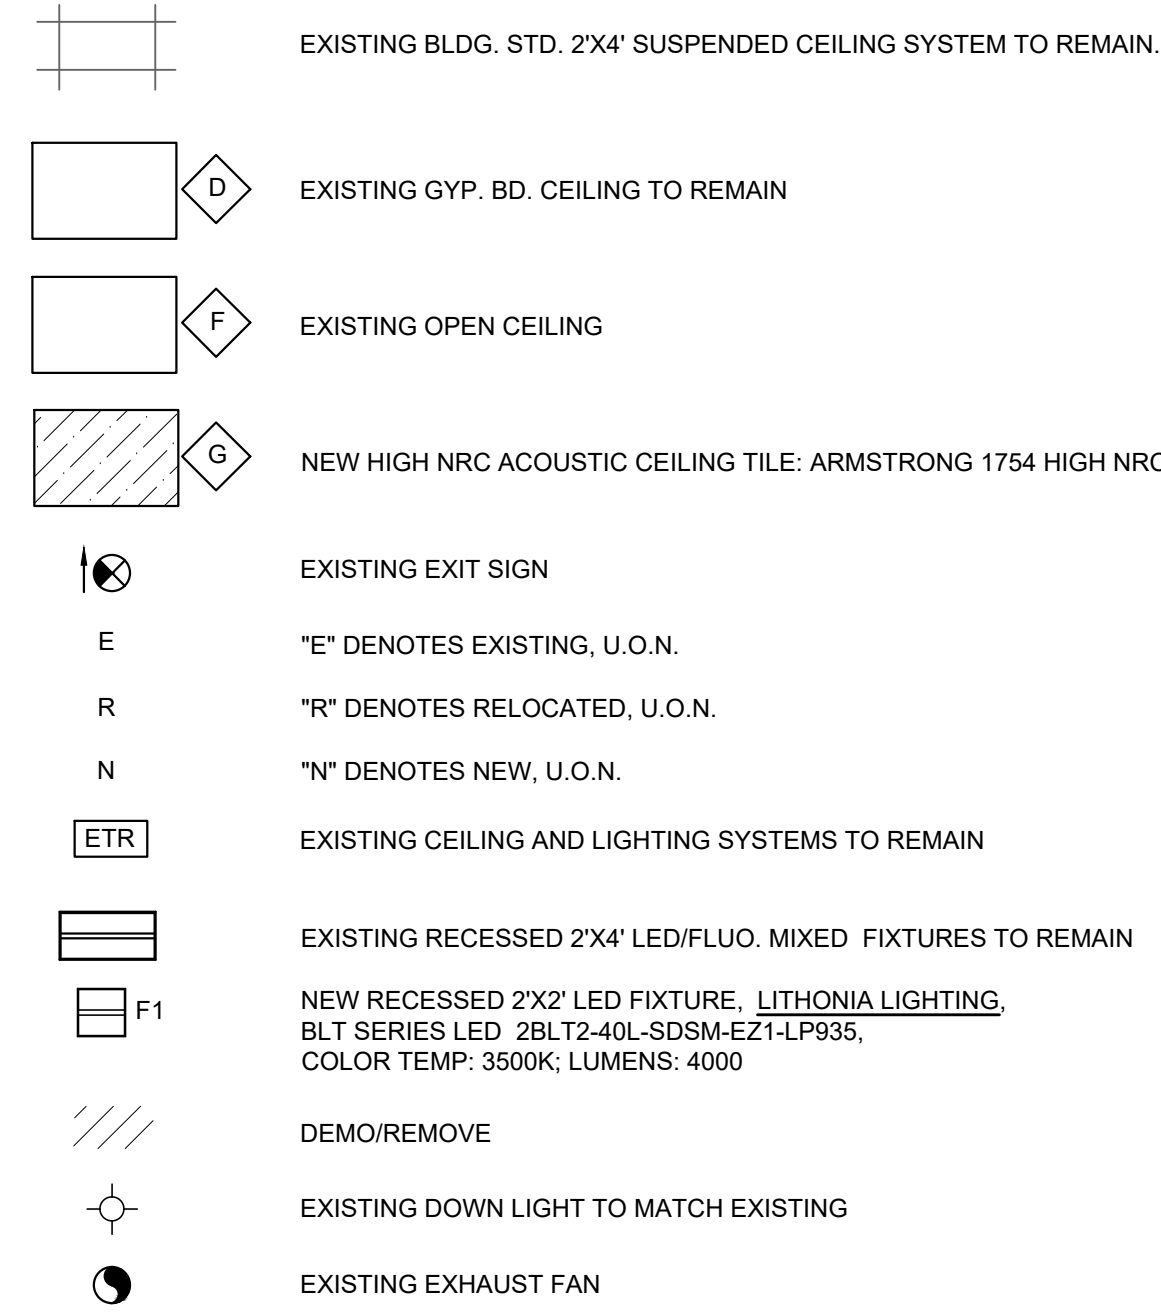 EXISTING BLDG. STD. 2'X4' SUSPENDED CEILING SYSTEM TO REMAIN.
D EXISTING GYP. BD. CEILING TO REMAIN
F EXISTING OPEN CEILING
G NEW HIGH NRC ACOUSTIC CEILING TILE: ARMSTRONG 1754 HIGH NRC
EXISTING EXIT SIGN
E "E" DENOTES EXISTING, U.O.N.
R "R" DENOTES RELOCATED, U.O.N.
N "N" DENOTES NEW, U.O.N.
ETR EXISTING CEILING AND LIGHTING SYSTEMS TO REMAIN
EXISTING RECESSED 2'X4' LED/FLUO. MIXED FIXTURES TO REMAIN
F1 NEW RECESSED 2'X2' LED FIXTURE, LITHONIA LIGHTING,
BLT SERIES LED 2BLT2-40L-SDSM-EZ1-LP935,
COLOR TEMP: 3500K; LUMENS: 4000
DEMO/REMOVE
EXISTING DOWN LIGHT TO MATCH EXISTING
EXISTING EXHAUST FAN